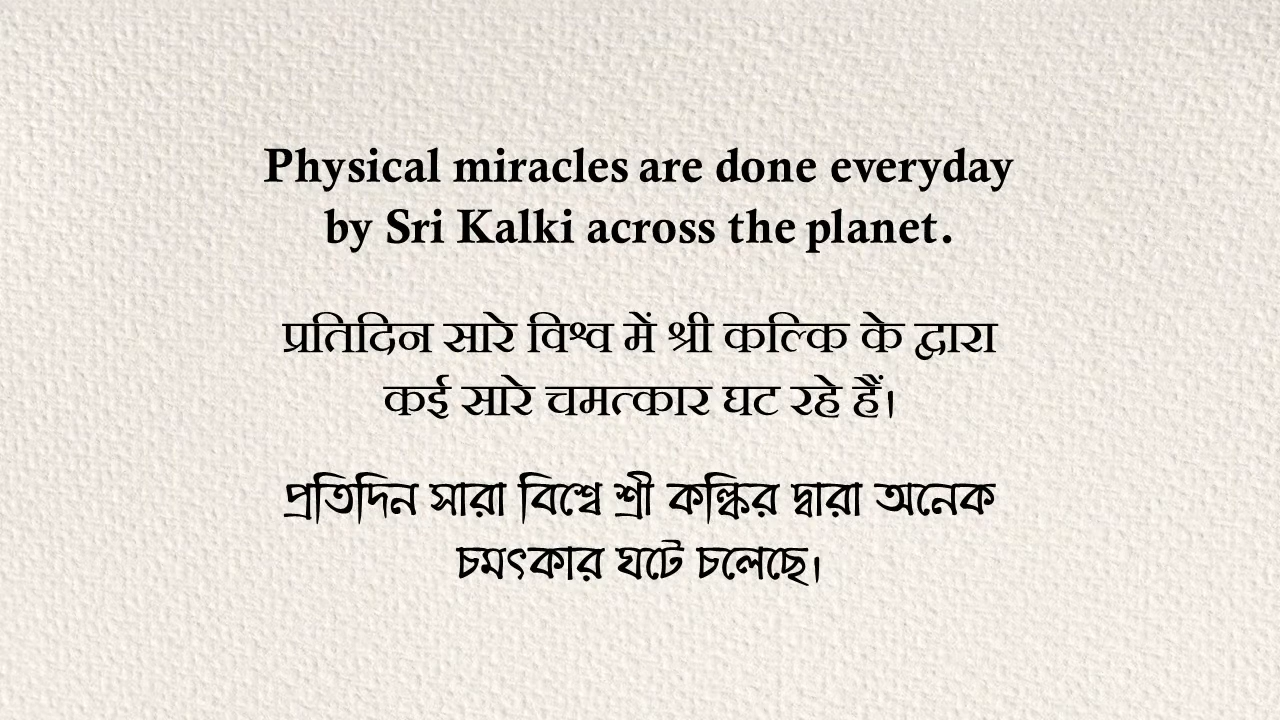 Physical miracles are done everyday
by Sri Kalki across the planet.
प्रतिदिन सारे विश्व में श्री कल्कि के द्वारा
कई सारे चमत्कार घट रहे हैं।
প্রতিদিন সারা বিশ্বে শ্রী কল্কির দ্বারা অনেক
চমৎকার ঘটে চলেছে।